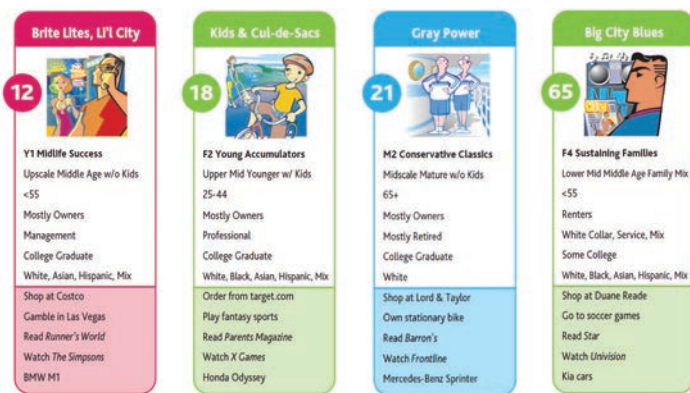 Brite Lites, Li'l City
12
Y1 Midlife Success
Upscale Middle Age w/o Kids
<55
Mostly Owners
Management
College Graduate
White, Asian, Hispanic, Mix
Shop at Costco
Gamble in Las Vegas
Read Runner's World
Watch The Simpsons
BMW M1
Kids & Cul-de-Sacs
18
F2 Young Accumulators
Upper Mid Younger w/ Kids
25-44
Mostly Owners
Professional
College Graduate
White, Black, Asian, Hispanic, Mix
Order from target.com
Play fantasy sports
Read Parents Magazine
Watch X Games
Honda Odyssey
Gray Power
21
M2 Conservative Classics
Midscale Mature w/o Kids
65+
Mostly Owners
Mostly Retired
College Graduate
White
Shop at Lord & Taylor
Own stationary bike
Read Barron's
Watch Frontline
Mercedes-Benz Sprinter
Big City Blues
65
F4 Sustaining Families
Lower Mid Middle Age Family Mix
<55
Renters
White Collar, Service, Mix
Some College
White, Black, Asian, Hispanic, Mix
Shop at Duane Reade
Go to soccer games
Read Star
Watch Univision
Kia cars